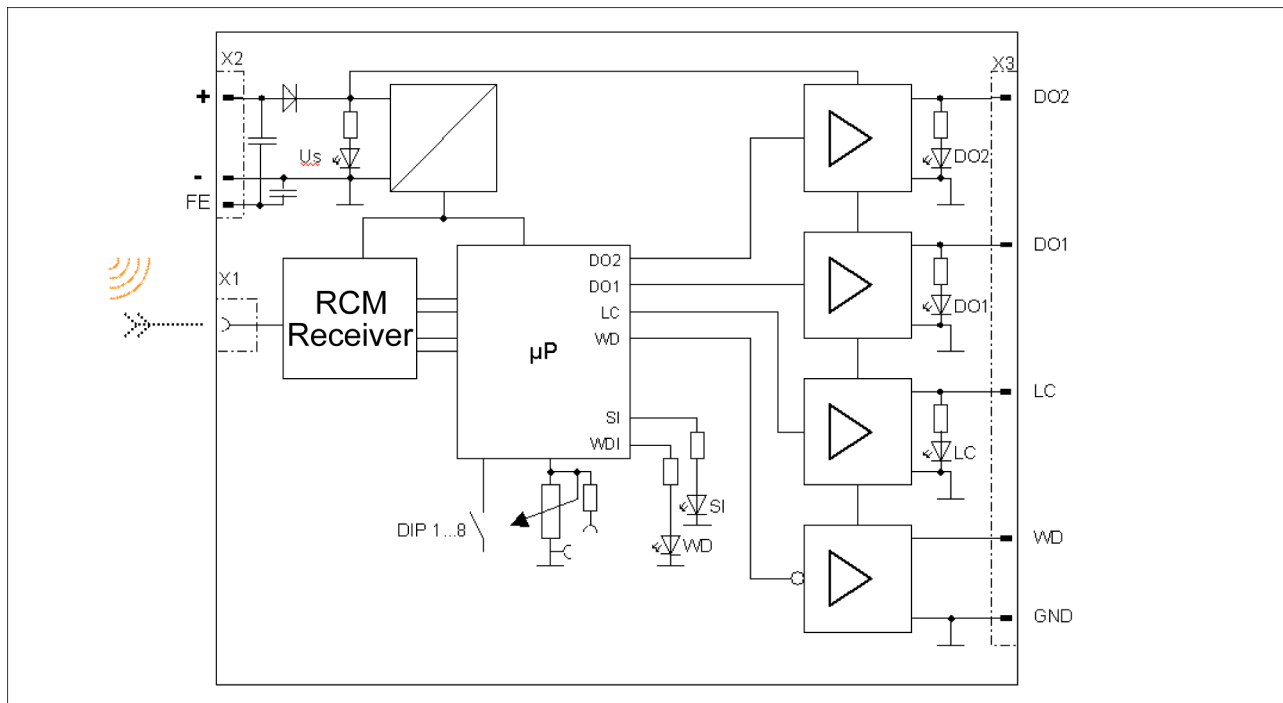 X2
X3
+
DO2
Us
DO2
-
FE
DO1
X1
DO2
RCM
Receiver
DO1
DO1
LC
WD
µP
LC
SI
WDI
LC
SI
DIP 1...8
WD
WD
GND